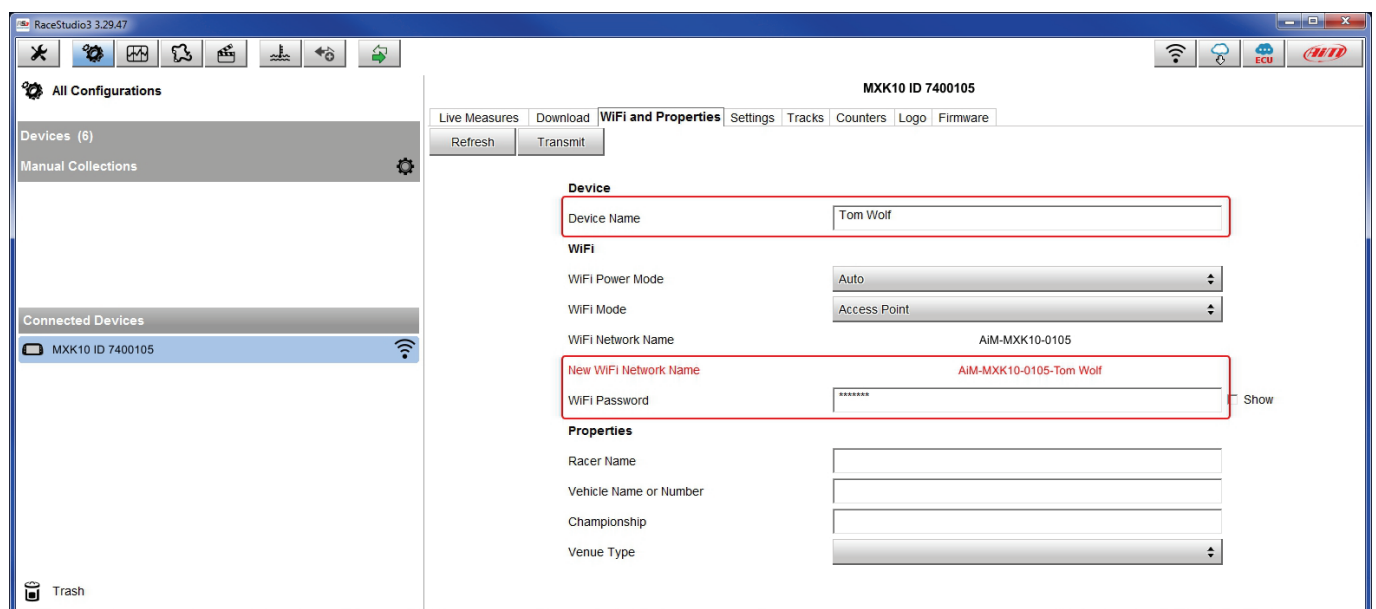 RaceStudio3 3.29.47
ECU
AiM
All Configurations
MXK10 ID 7400105
Live Measures Download WiFi and Properties Settings Tracks Counters Logo Firmware
Devices (6)
Refresh Transmit
Manual Collections
Device
Device Name Tom Wolf
WiFi
WiFi Power Mode Auto
WiFi Mode Access Point
Connected Devices
WiFi Network Name AiM-MXK10-0105
MXK10 ID 7400105
New WiFi Network Name AiM-MXK10-0105-Tom Wolf
WiFi Password ******* Show
Properties
Racer Name
Vehicle Name or Number
Championship
Venue Type
Trash